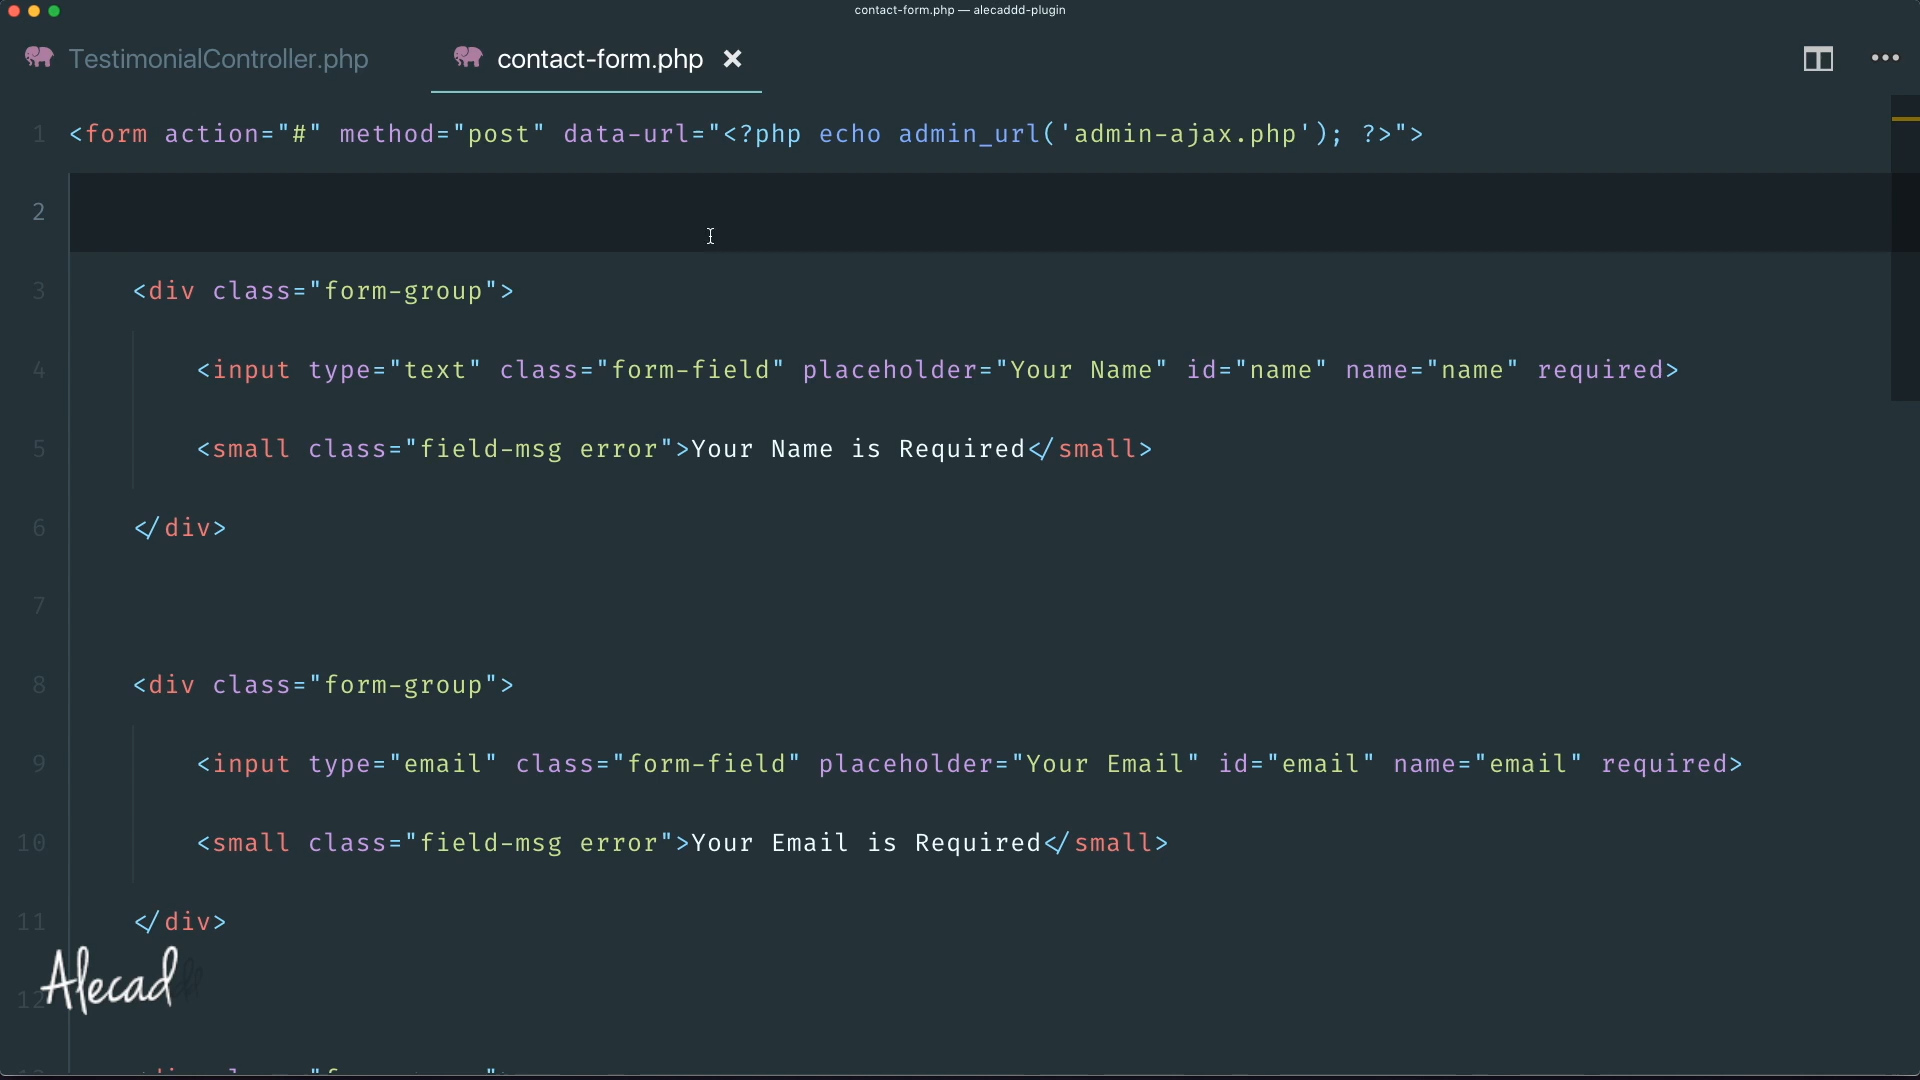 contact-form.php — alecaddd-plugin
TestimonialController.php contact-form.php
1 <form action="#" method="post" data-url="<?php echo admin_url('admin-ajax.php'); ?>">
2
3 <div class="form-group">
4 <input type="text" class="form-field" placeholder="Your Name" id="name" name="name" required>
5 <small class="field-msg error">Your Name is Required</small>
6 </div>
7
8 <div class="form-group">
9 <input type="email" class="form-field" placeholder="Your Email" id="email" name="email" required>
10 <small class="field-msg error">Your Email is Required</small>
11 </div>
Alecad
12